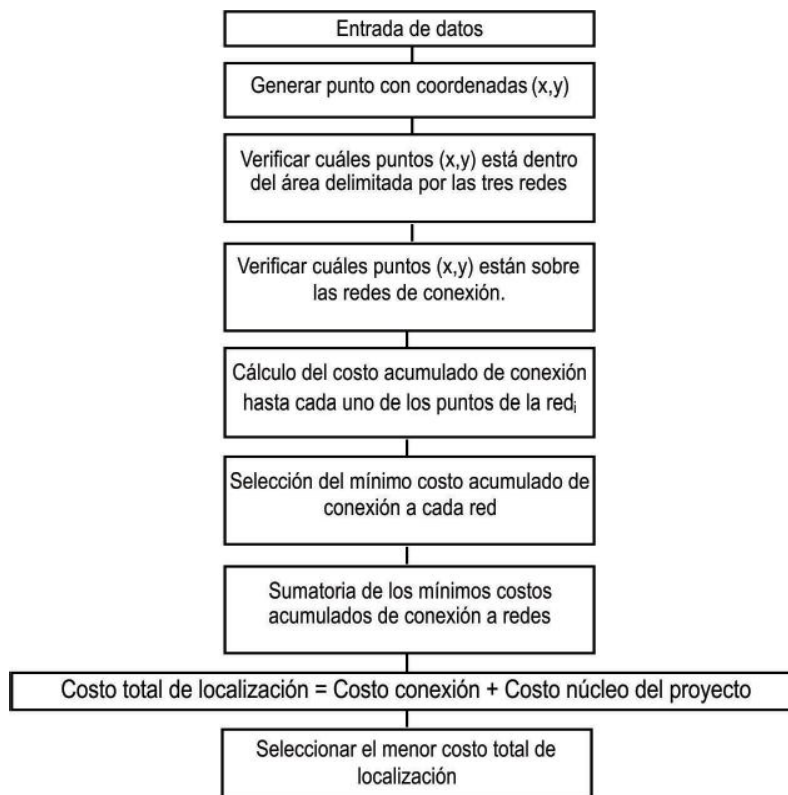 Entrada de datos
Generar punto con coordenadas (x,y)
Verificar cuáles puntos (x,y) está dentro
del área delimitada por las tres redes
Verificar cuáles puntos (x,y) están sobre
las redes de conexión.
Cálculo del costo acumulado de conexión
hasta cada uno de los puntos de la redᵢ
Selección del mínimo costo acumulado de
conexión a cada red
Sumatoria de los mínimos costos
acumulados de conexión a redes
Costo total de localización = Costo conexión + Costo núcleo del proyecto
Seleccionar el menor costo total de
localización